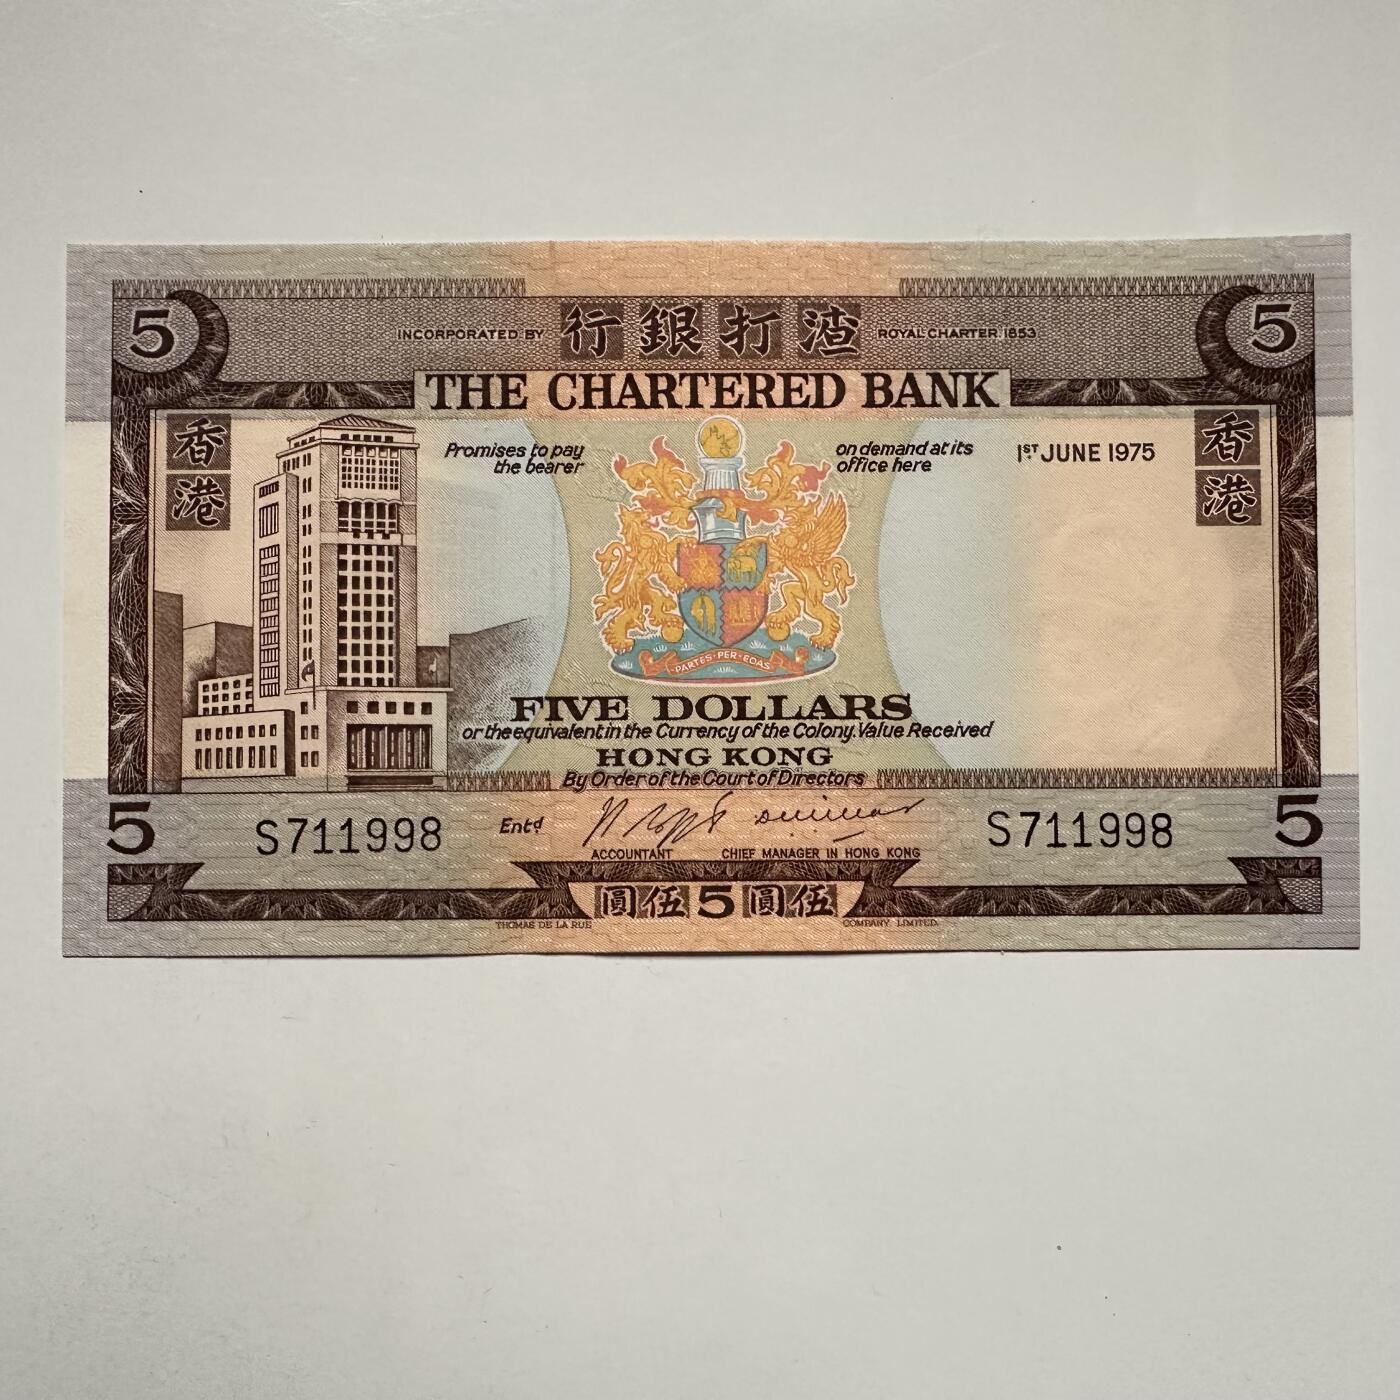 5 INCORPORATED BY 行銀打渣 ROYAL CHARTER 1853 5
THE CHARTERED BANK
香港
Promises to pay the bearer
on demand at its office here
1ST JUNE 1975
香港
PARTES·PER·EOAS
FIVE DOLLARS
or the equivalent in the Currency of the Colony. Value Received
HONG KONG
By Order of the Court of Directors
5 S711998 Entd S711998 5
ACCOUNTANT CHIEF MANAGER IN HONG KONG
圓伍 5 圓伍
THOMAS DE LA RUE COMPANY, LIMITED.